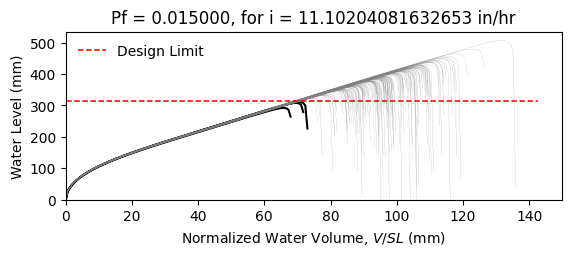 Pf = 0.015000, for i = 11.10204081632653 in/hr
Design Limit
Water Level (mm)
500
400
300
200
100
0
0 20 40 60 80 100 120 140
Normalized Water Volume, V/SL (mm)